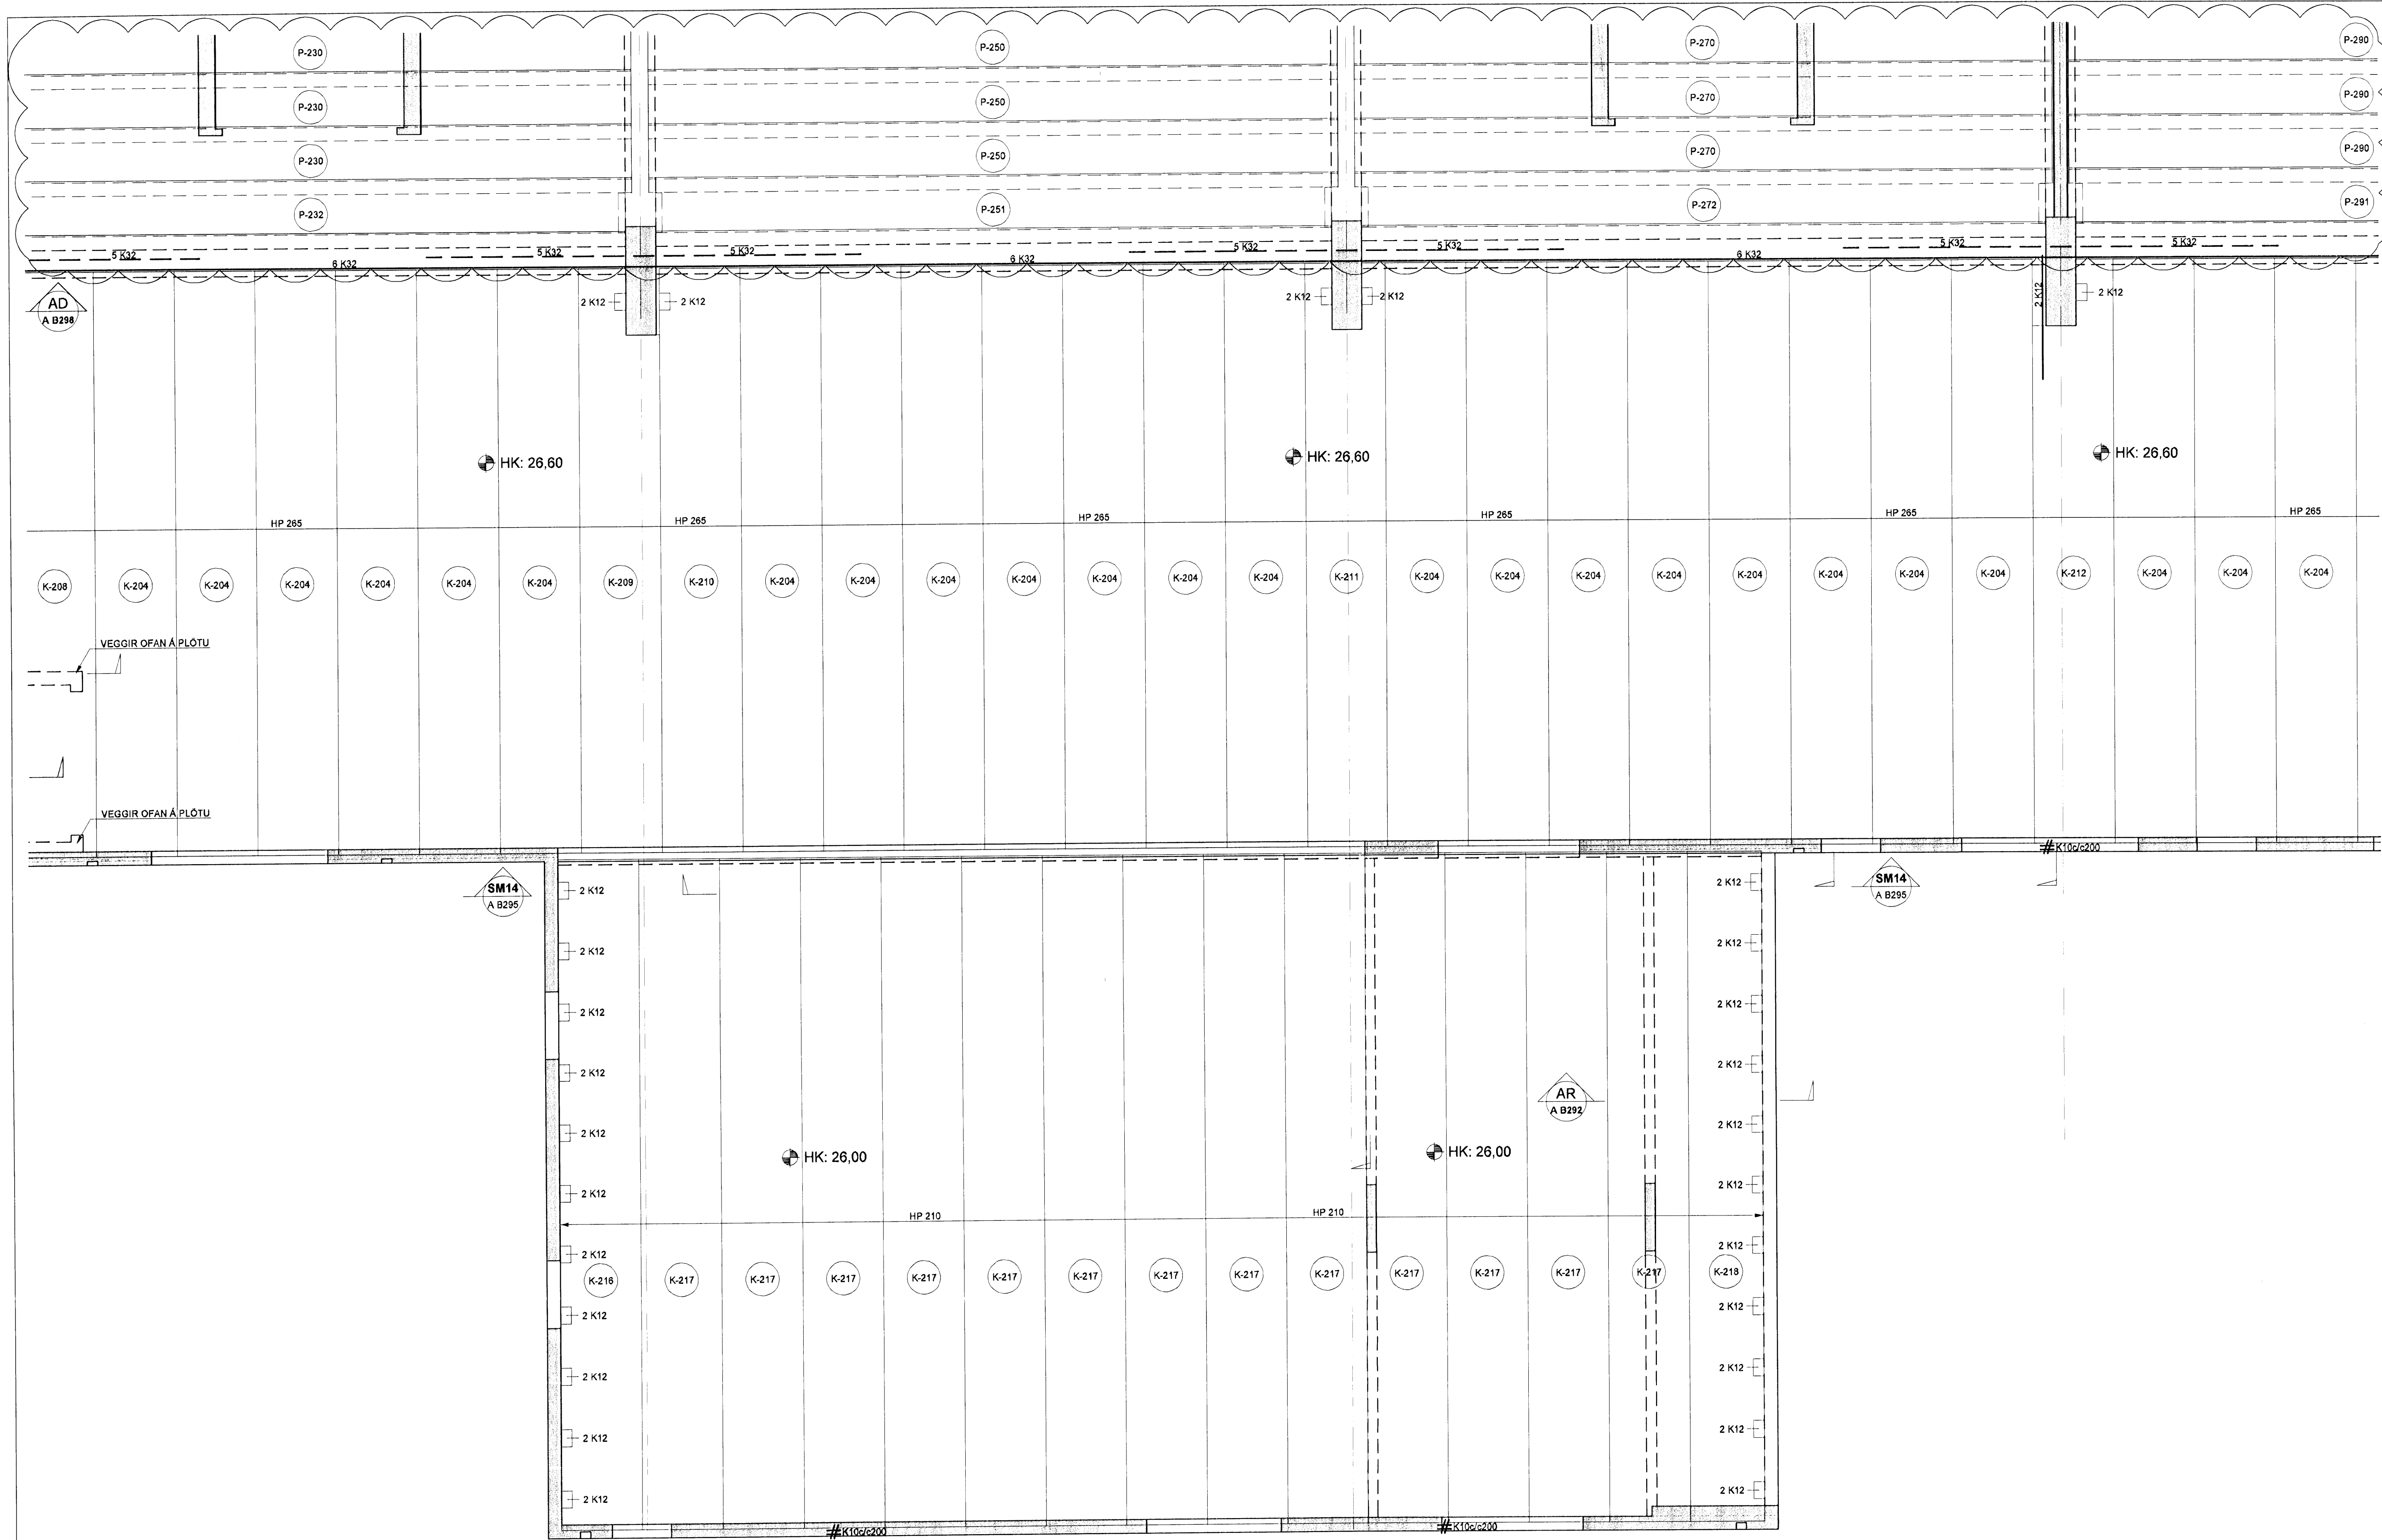 P-230 P-250 P-270 P-290
P-230 P-250 P-270 P-290
P-230 P-250 P-270 P-290
P-232 P-251 P-272 P-291
5 K32 5 K32 5 K32 5 K32 5 K32 5 K32 5 K32
6 K32 6 K32 6 K32
AD
A B298
2 K12 2 K12 2 K12 2 K12 2 K12 2 K12
HK: 26,60 HK: 26,60 HK: 26,60
HP 265 HP 265 HP 265 HP 265 HP 265 HP 265
K-208 K-204 K-204 K-204 K-204 K-204 K-204 K-209 K-210 K-204 K-204 K-204 K-204 K-204 K-204 K-204 K-211 K-204 K-204 K-204 K-204 K-204 K-204 K-204 K-204 K-212 K-204 K-204 K-204
VEGGIR OFAN Á PLÖTU
VEGGIR OFAN Á PLÖTU
K10c/c200
SM14
A B295
SM14
A B295
2 K12 2 K12
2 K12 2 K12
2 K12 2 K12
2 K12 2 K12
AR
A B292
2 K12 2 K12
HK: 26,00 HK: 26,00
2 K12 2 K12
HP 210 HP 210
2 K12 2 K12
K-216 K-217 K-217 K-217 K-217 K-217 K-217 K-217 K-217 K-217 K-217 K-217 K-217 K-217 K-218
2 K12 2 K12
2 K12 2 K12
2 K12 2 K12
2 K12 2 K12
K10c/c200 K10c/c200